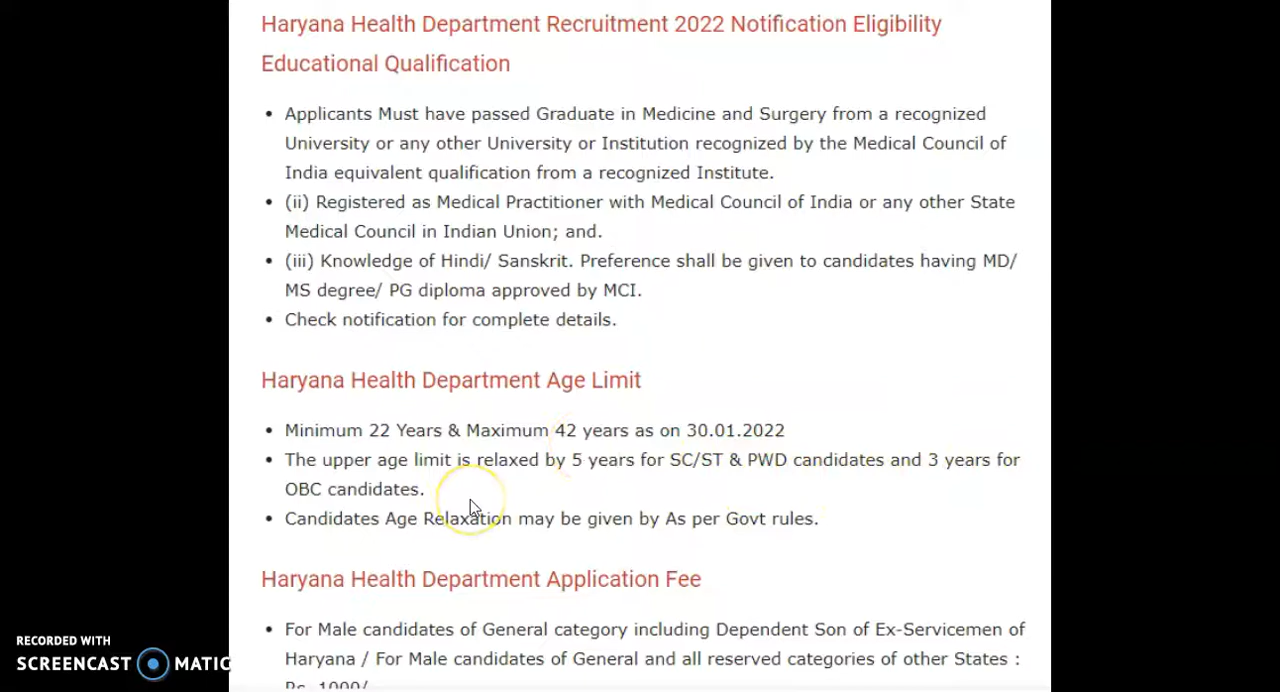 Haryana Health Department Recruitment 2022 Notification Eligibility
Educational Qualification
• Applicants Must have passed Graduate in Medicine and Surgery from a recognized
University or any other University or Institution recognized by the Medical Council of
India equivalent qualification from a recognized Institute.
• (ii) Registered as Medical Practitioner with Medical Council of India or any other State
Medical Council in Indian Union; and.
• (iii) Knowledge of Hindi/ Sanskrit. Preference shall be given to candidates having MD/
MS degree/ PG diploma approved by MCI.
• Check notification for complete details.
Haryana Health Department Age Limit
• Minimum 22 Years & Maximum 42 years as on 30.01.2022
• The upper age limit is relaxed by 5 years for SC/ST & PWD candidates and 3 years for
OBC candidates.
• Candidates Age Relaxation may be given by As per Govt rules.
Haryana Health Department Application Fee
• For Male candidates of General category including Dependent Son of Ex-Servicemen of
Haryana / For Male candidates of General and all reserved categories of other States :
Rs. 1000/
RECORDED WITH
SCREENCAST MATIC